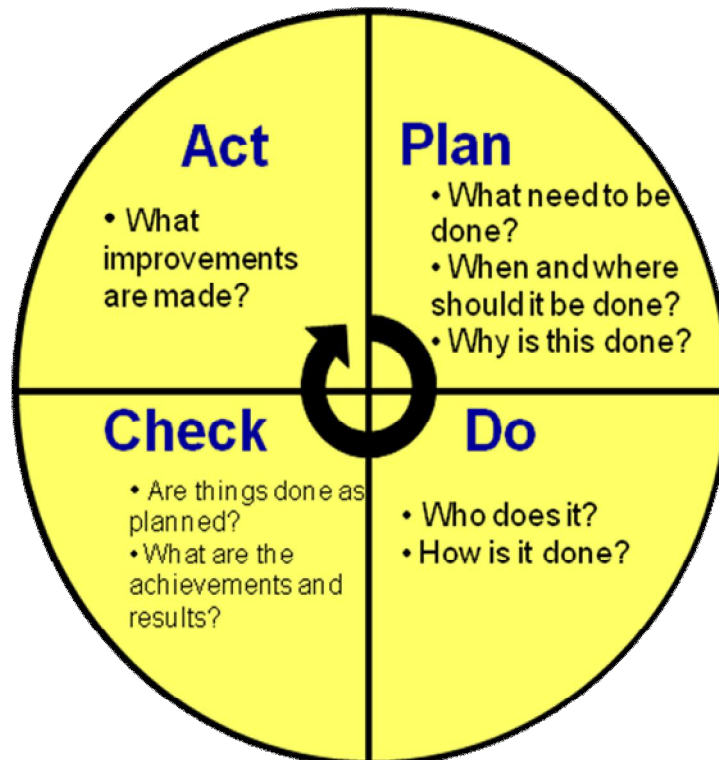 Act
• What
improvements
are made?
Plan
• What need to be
done?
• When and where
should it be done?
• Why is this done?
Check
• Are things done as
planned?
• What are the
achievements and
results?
Do
• Who does it?
• How is it done?